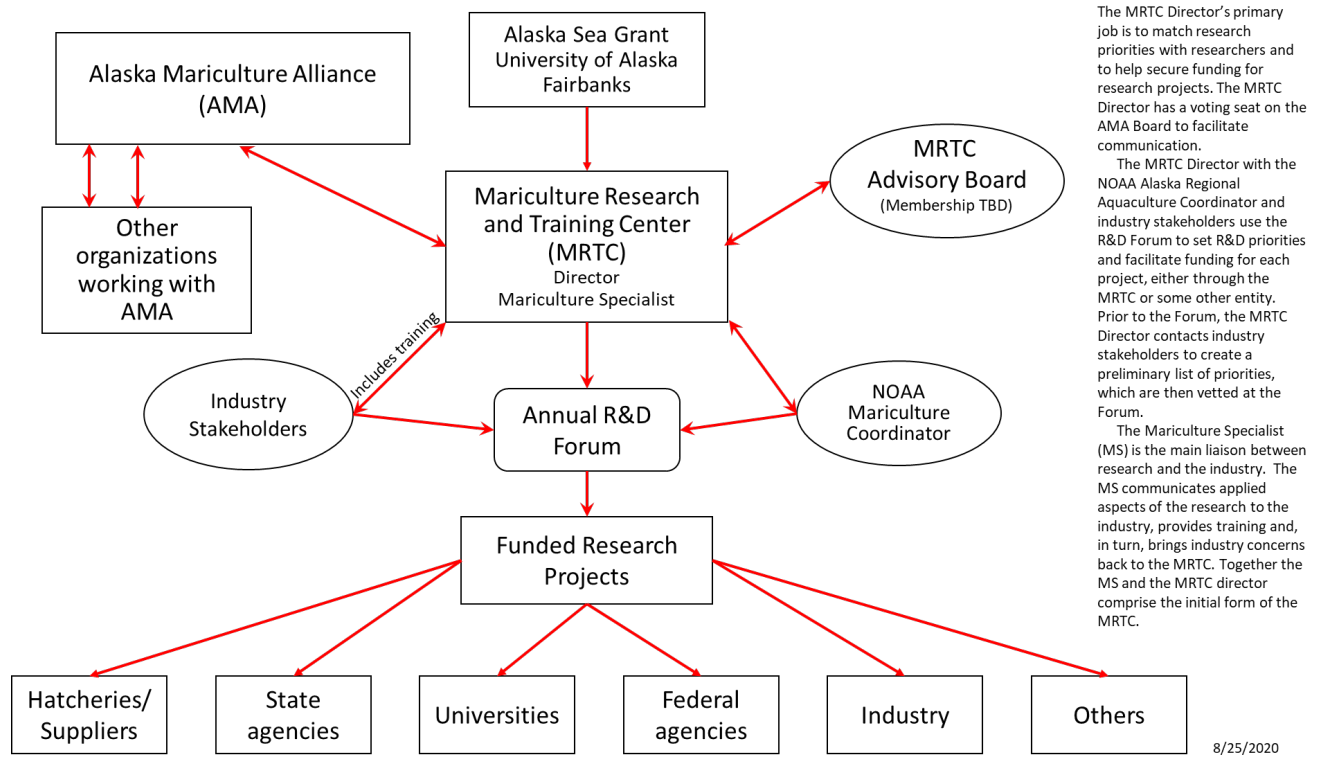 Alaska Mariculture Alliance
(AMA)
Alaska Sea Grant
University of Alaska
Fairbanks
MRTC
Advisory Board
(Membership TBD)
Mariculture Research
and Training Center
(MRTC)
Director
Mariculture Specialist
Other
organizations
working with
AMA
Includes training
Industry
Stakeholders
Annual R&D
Forum
NOAA
Mariculture
Coordinator
Funded Research
Projects
Hatcheries/
Suppliers
State
agencies
Universities
Federal
agencies
Industry
Others
The MRTC Director’s primary
job is to match research
priorities with researchers and
to help secure funding for
research projects. The MRTC
Director has a voting seat on the
AMA Board to facilitate
communication.
The MRTC Director with the
NOAA Alaska Regional
Aquaculture Coordinator and
industry stakeholders use the
R&D Forum to set R&D priorities
and facilitate funding for each
project, either through the
MRTC or some other entity.
Prior to the Forum, the MRTC
Director contacts industry
stakeholders to create a
preliminary list of priorities,
which are then vetted at the
Forum.
The Mariculture Specialist
(MS) is the main liaison between
research and the industry.  The
MS communicates applied
aspects of the research to the
industry, provides training and,
in turn, brings industry concerns
back to the MRTC. Together the
MS and the MRTC director
comprise the initial form of the
MRTC.
8/25/2020